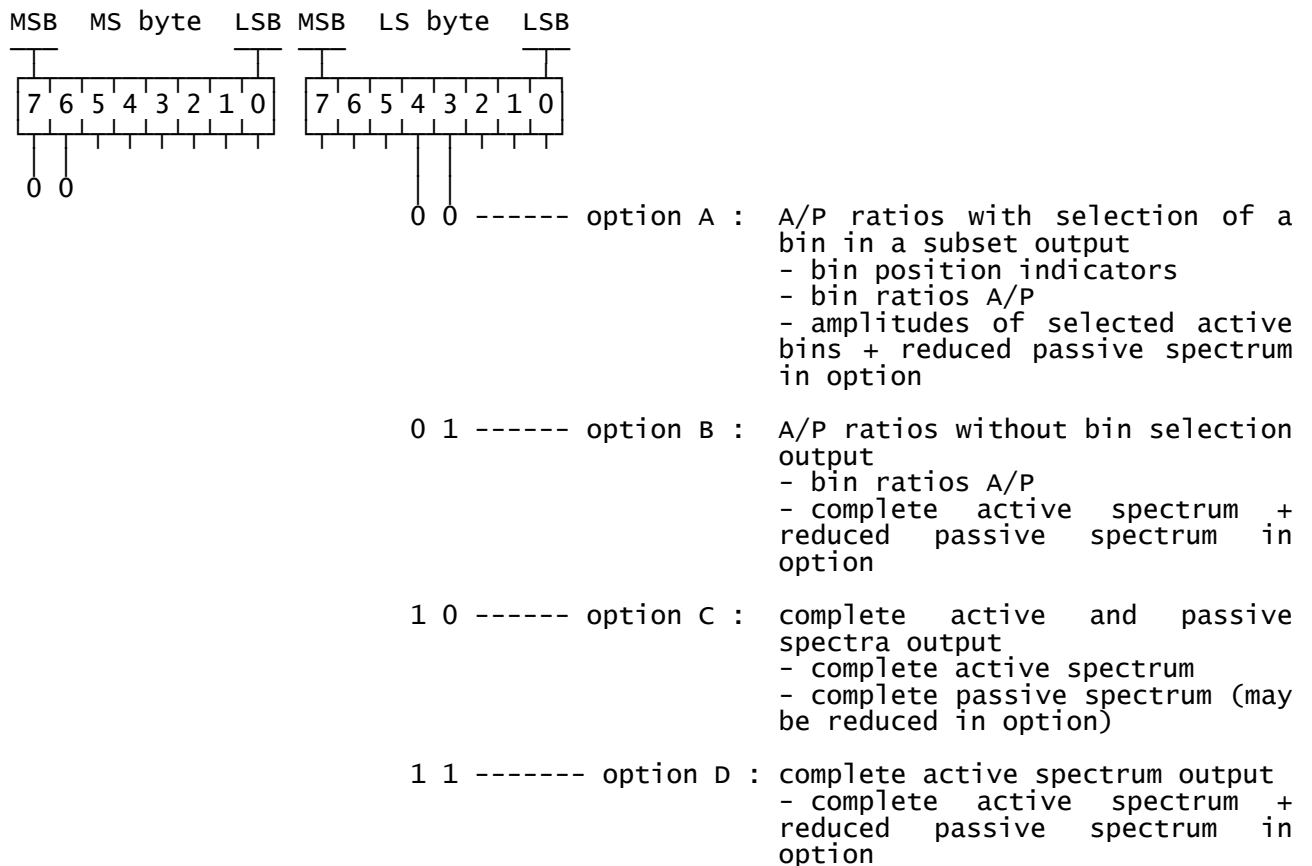 MSB MS byte LSB MSB LS byte LSB
7 6 5 4 3 2 1 0 7 6 5 4 3 2 1 0
0 0
0 0 ------ option A : A/P ratios with selection of a
bin in a subset output
- bin position indicators
- bin ratios A/P
- amplitudes of selected active
bins + reduced passive spectrum
in option
0 1 ------ option B : A/P ratios without bin selection
output
- bin ratios A/P
- complete active spectrum +
reduced passive spectrum in
option
1 0 ------ option C : complete active and passive
spectra output
- complete active spectrum
- complete passive spectrum (may
be reduced in option)
1 1 ------- option D : complete active spectrum output
- complete active spectrum +
reduced passive spectrum in
option